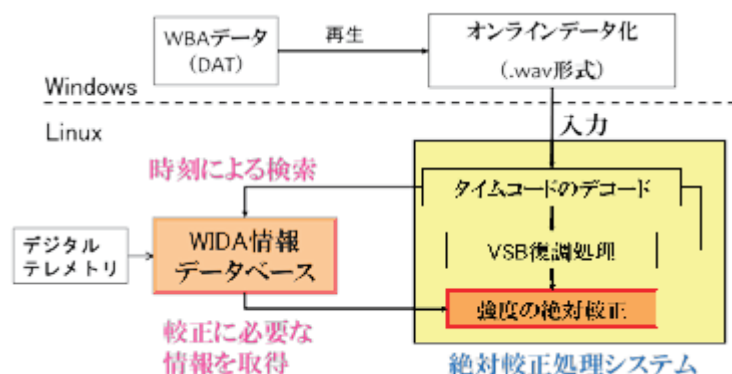 WBAデータ
(DAT)
再生
オンラインデータ化
(.wav形式)
Windows
Linux
入力
時刻による検索
タイムコードのデコード
デジタル
テレメトリ
WIDA情報
データベース
VSB復調処理
強度の絶対較正
較正に必要な
情報を取得
絶対較正処理システム